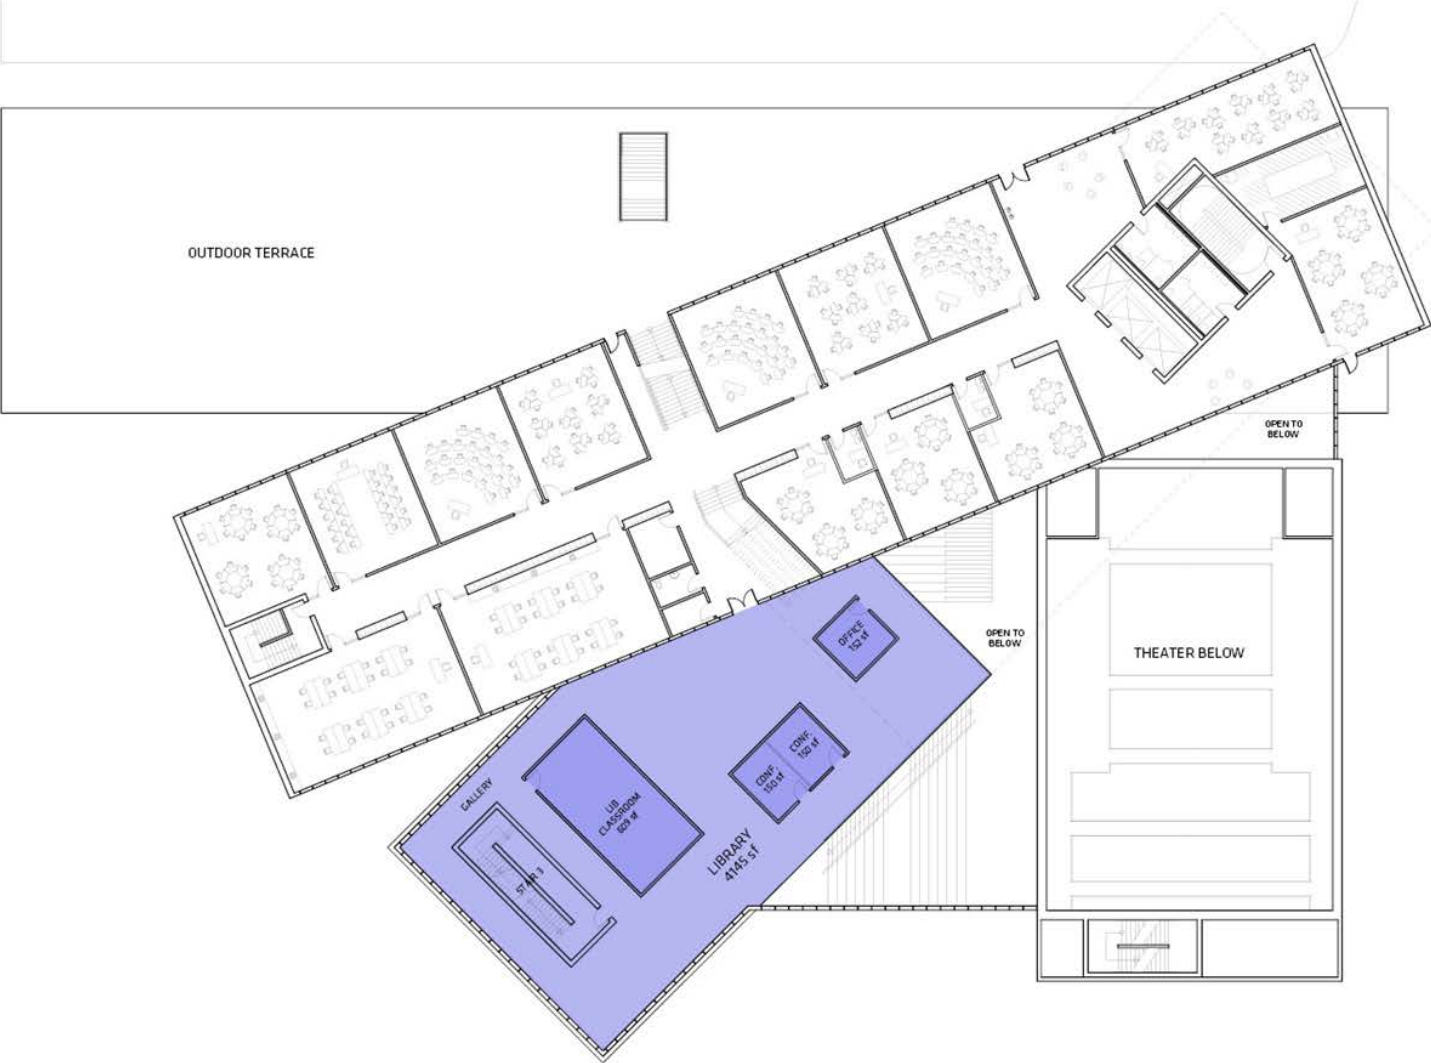 OUTDOOR TERRACE
OPEN TO
BELOW
OPEN TO
BELOW
THEATER BELOW
OFFICE
152 sf
CONF.
150 sf
CONF.
150 sf
LIB
CLASSROOM
609 sf
GALLERY
STAIR 3
LIBRARY
4145 sf